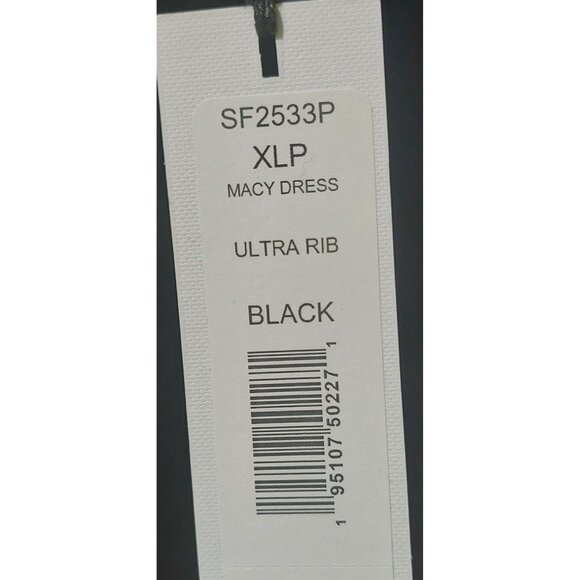 SF2533P
XLP
MACY DRESS
ULTRA RIB
BLACK
1 95107 50227 1